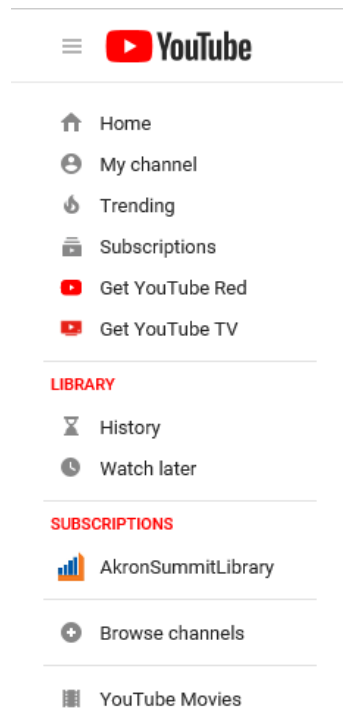 YouTube
Home
My channel
Trending
Subscriptions
Get YouTube Red
Get YouTube TV
LIBRARY
History
Watch later
SUBSCRIPTIONS
AkronSummitLibrary
Browse channels
YouTube Movies